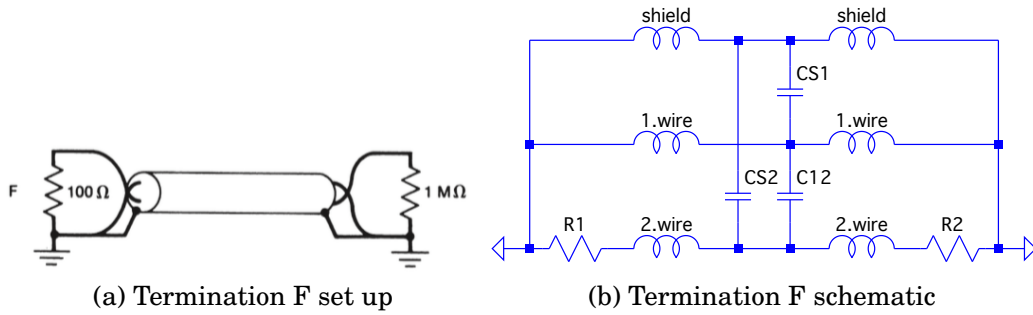 F
100 Ω
1 MΩ
(a) Termination F set up
shield
shield
CS1
1.wire
1.wire
CS2
C12
R1
2.wire
2.wire
R2
(b) Termination F schematic